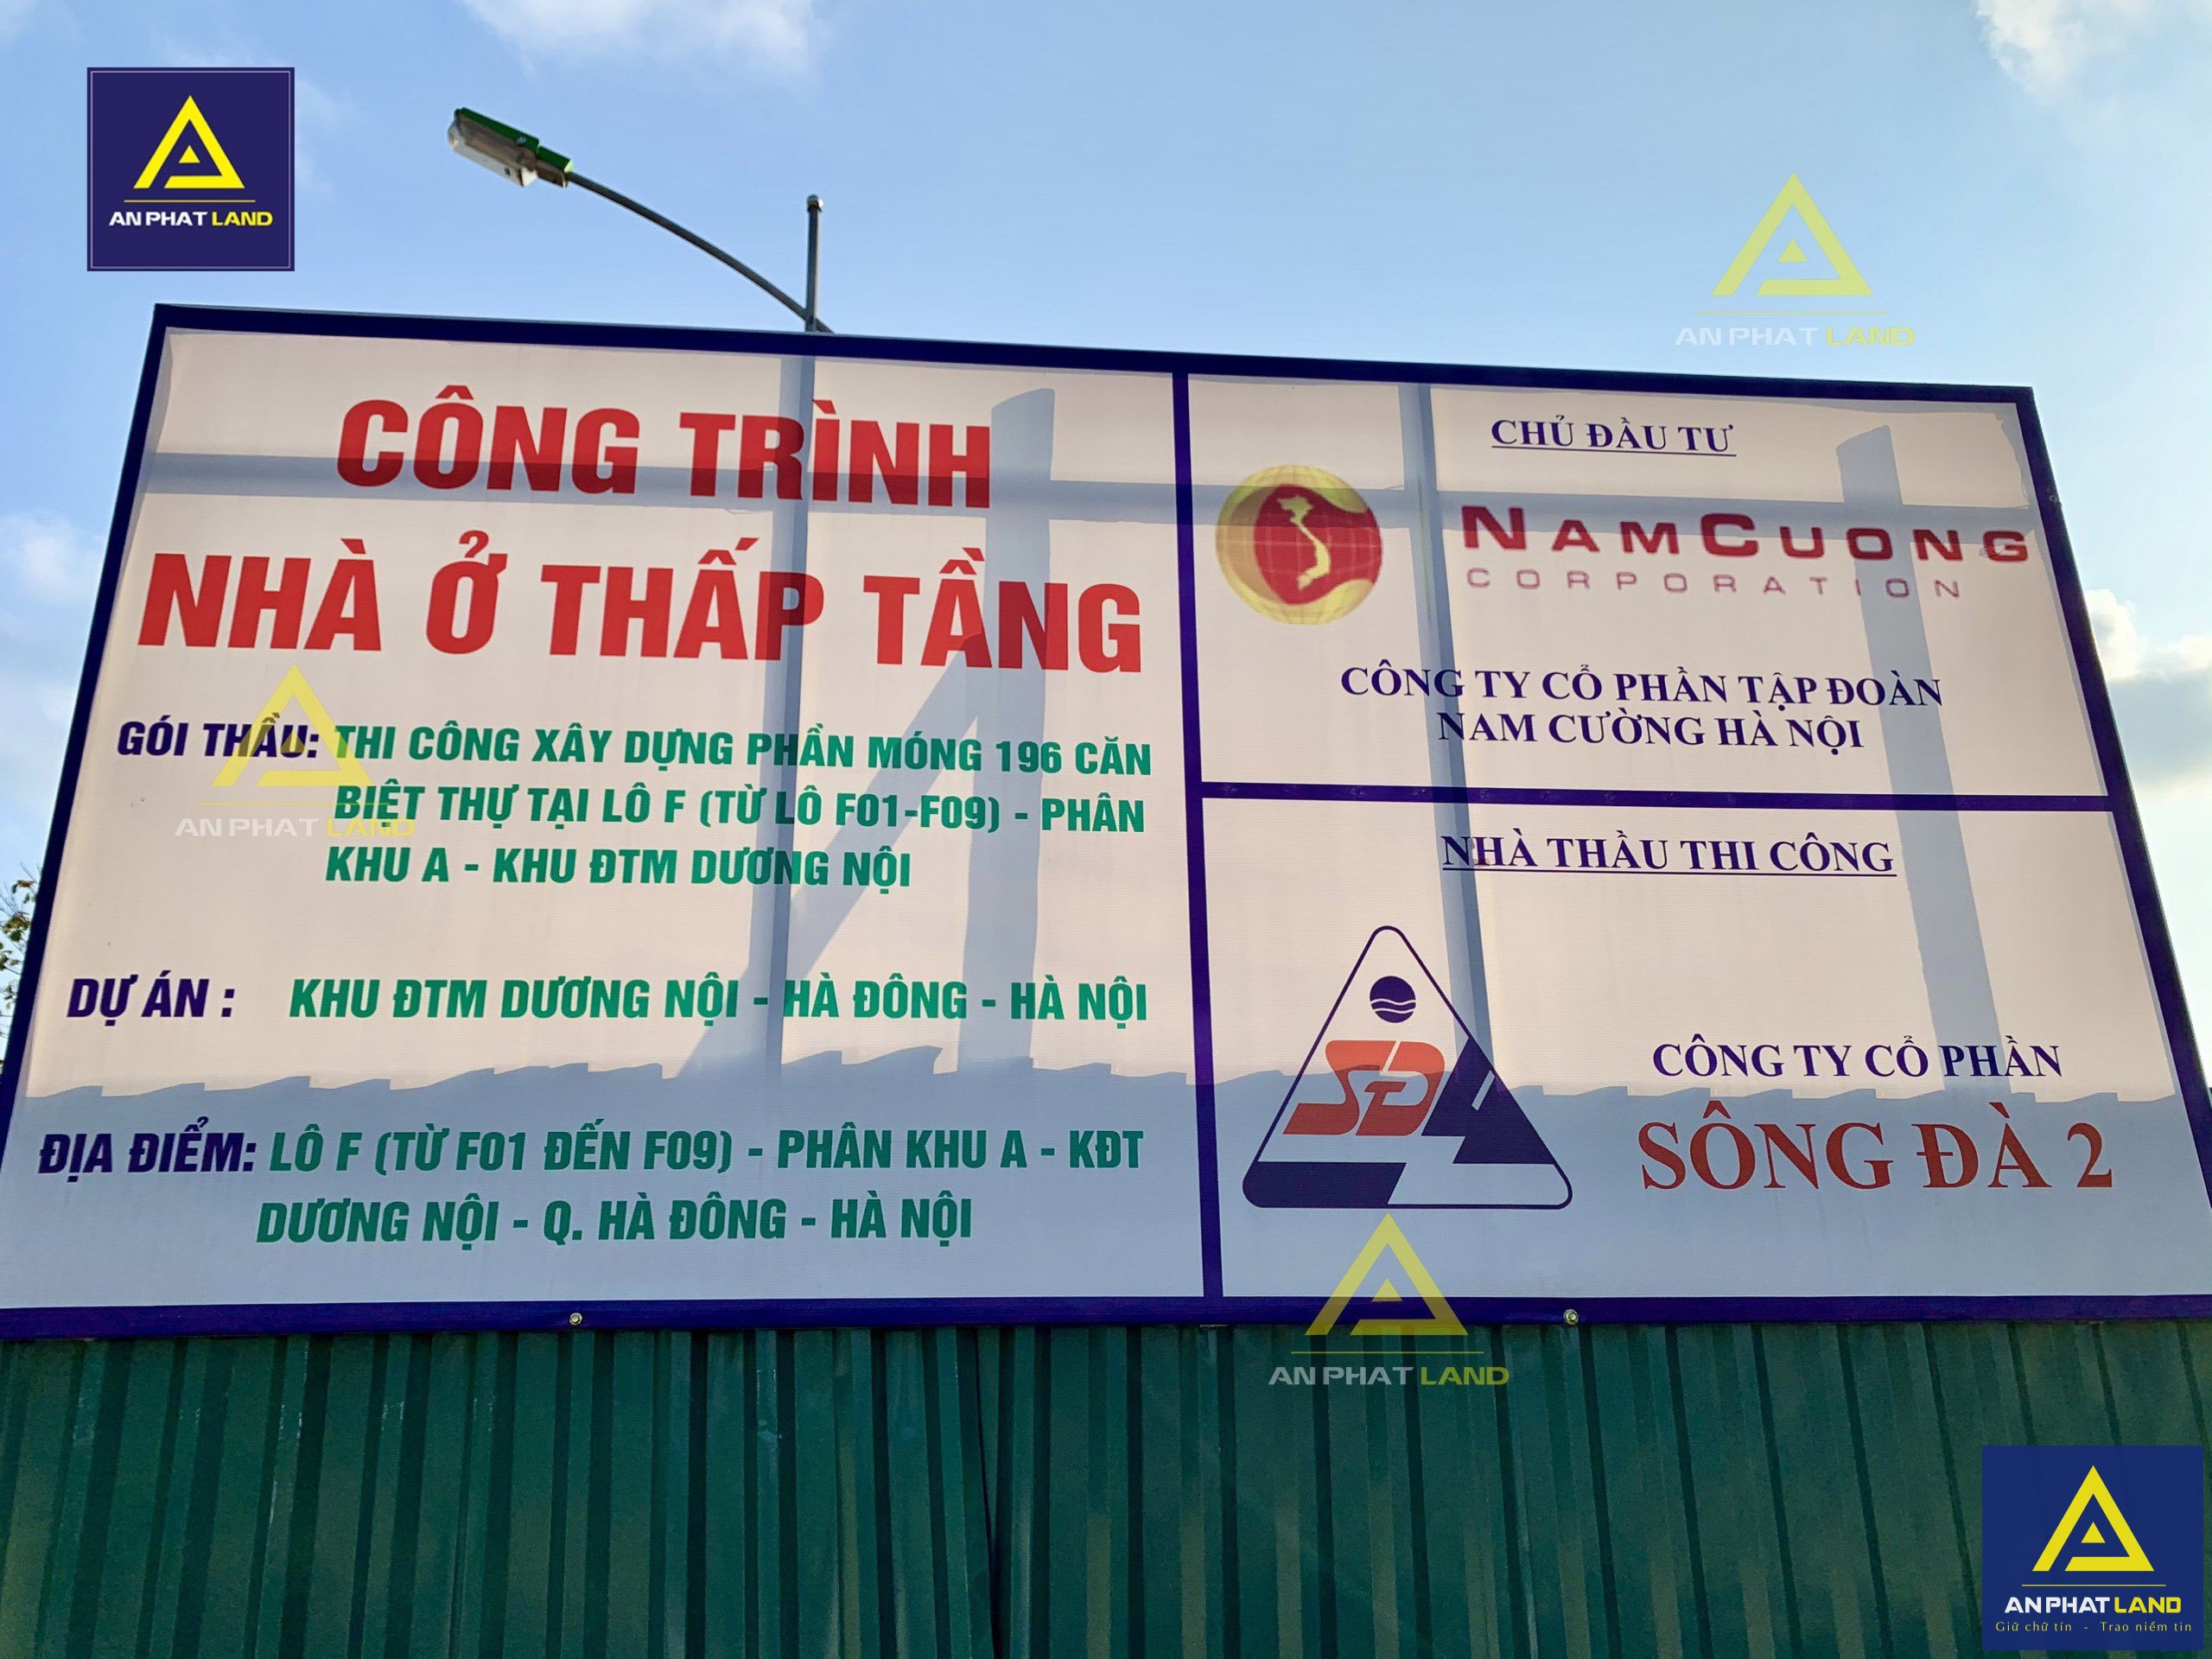 AN PHAT LAND
AN PHAT LAND
CÔNG TRÌNH
NHÀ Ở THẤP TẦNG
GÓI THẦU: THI CÔNG XÂY DỰNG PHẦN MÓNG 196 CĂN
BIỆT THỰ TẠI LÔ F (TỪ LÔ F01-F09) - PHÂN
KHU A - KHU ĐTM DƯƠNG NỘI
AN PHAT LAND
DỰ ÁN : KHU ĐTM DƯƠNG NỘI - HÀ ĐÔNG - HÀ NỘI
ĐỊA ĐIỂM: LÔ F (TỪ F01 ĐẾN F09) - PHÂN KHU A - KĐT
DƯƠNG NỘI - Q. HÀ ĐÔNG - HÀ NỘI
CHỦ ĐẦU TƯ
NAMCUONG
CORPORATION
CÔNG TY CỔ PHẦN TẬP ĐOÀN
NAM CƯỜNG HÀ NỘI
NHÀ THẦU THI CÔNG
SĐ
CÔNG TY CỔ PHẦN
SÔNG ĐÀ 2
AN PHAT LAND
AN PHAT LAND
Giữ chữ tín - Trao niềm tin